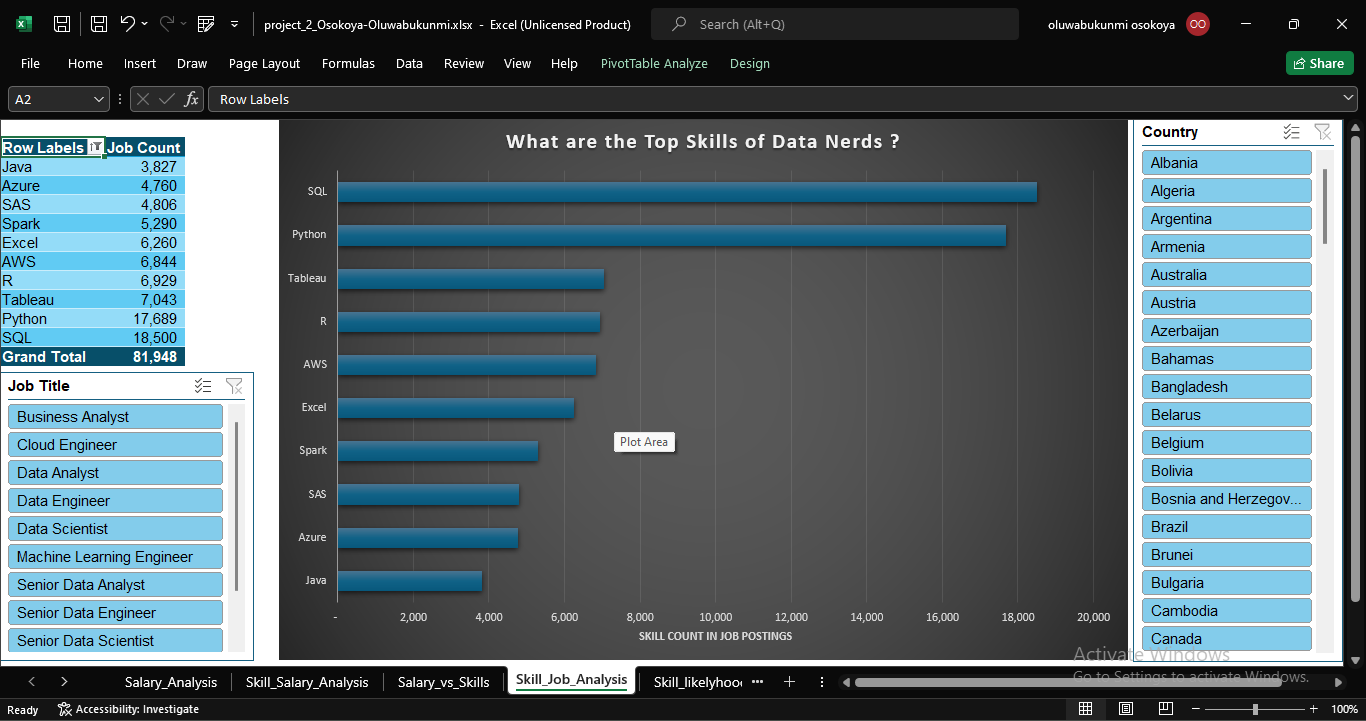 project_2_Osokoya-Oluwabukunmi.xlsx - Excel (Unlicensed Product)
Search (Alt+Q)
oluwabukunmi osokoya
OO
File Home Insert Draw Page Layout Formulas Data Review View Help PivotTable Analyze Design
Share
A2
fx
Row Labels
Row Labels Job Count
Java 3,827
Azure 4,760
SAS 4,806
Spark 5,290
Excel 6,260
AWS 6,844
R 6,929
Tableau 7,043
Python 17,689
SQL 18,500
Grand Total 81,948
Job Title
Business Analyst
Cloud Engineer
Data Analyst
Data Engineer
Data Scientist
Machine Learning Engineer
Senior Data Analyst
Senior Data Engineer
Senior Data Scientist
What are the Top Skills of Data Nerds ?
SQL
Python
Tableau
R
AWS
Excel
Spark
SAS
Azure
Java
Plot Area
- 2,000 4,000 6,000 8,000 10,000 12,000 14,000 16,000 18,000 20,000
SKILL COUNT IN JOB POSTINGS
Country
Albania
Algeria
Argentina
Armenia
Australia
Austria
Azerbaijan
Bahamas
Bangladesh
Belarus
Belgium
Bolivia
Bosnia and Herzegov...
Brazil
Brunei
Bulgaria
Cambodia
Canada
Activate Windows
Go to Settings to activate Windows.
Salary_Analysis Skill_Salary_Analysis Salary_vs_Skills Skill_Job_Analysis Skill_likelyhoo ...
Ready Accessibility: Investigate
100%